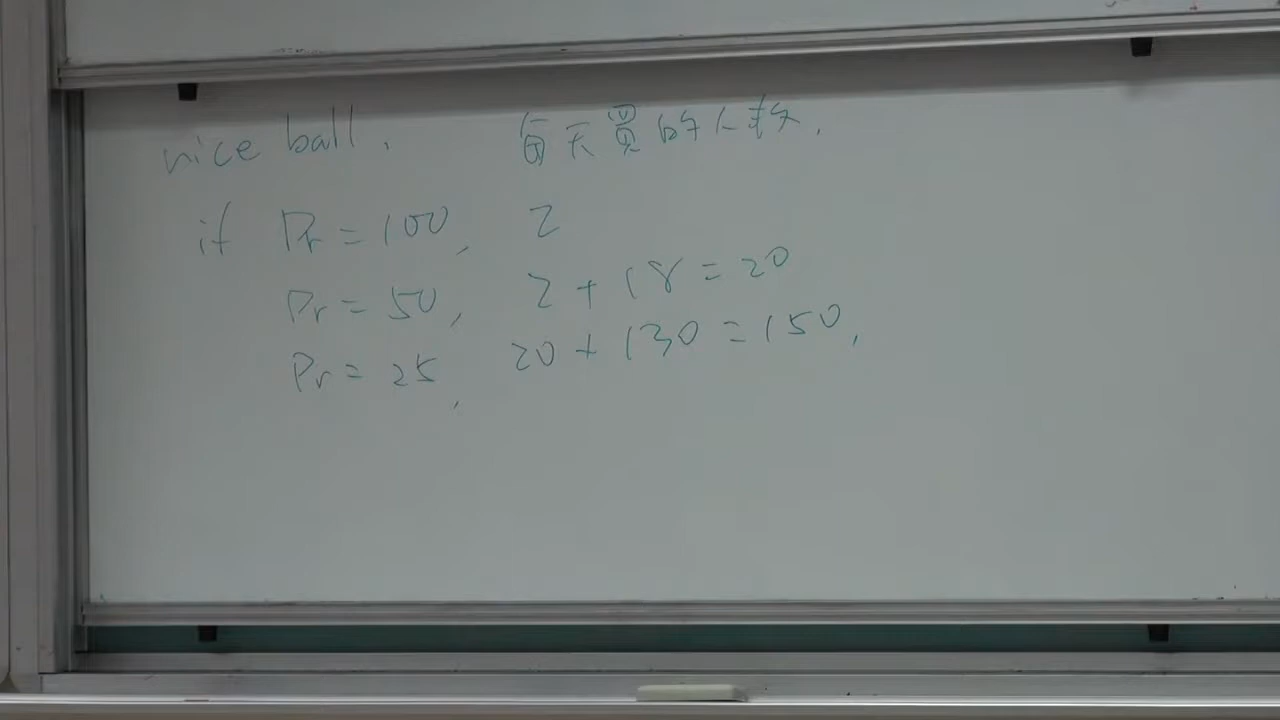 nice ball. 每天買的人数.
if Pr = 100, 2
Pr = 50, 2 + 18 = 20
Pr = 25, 20 + 130 = 150,